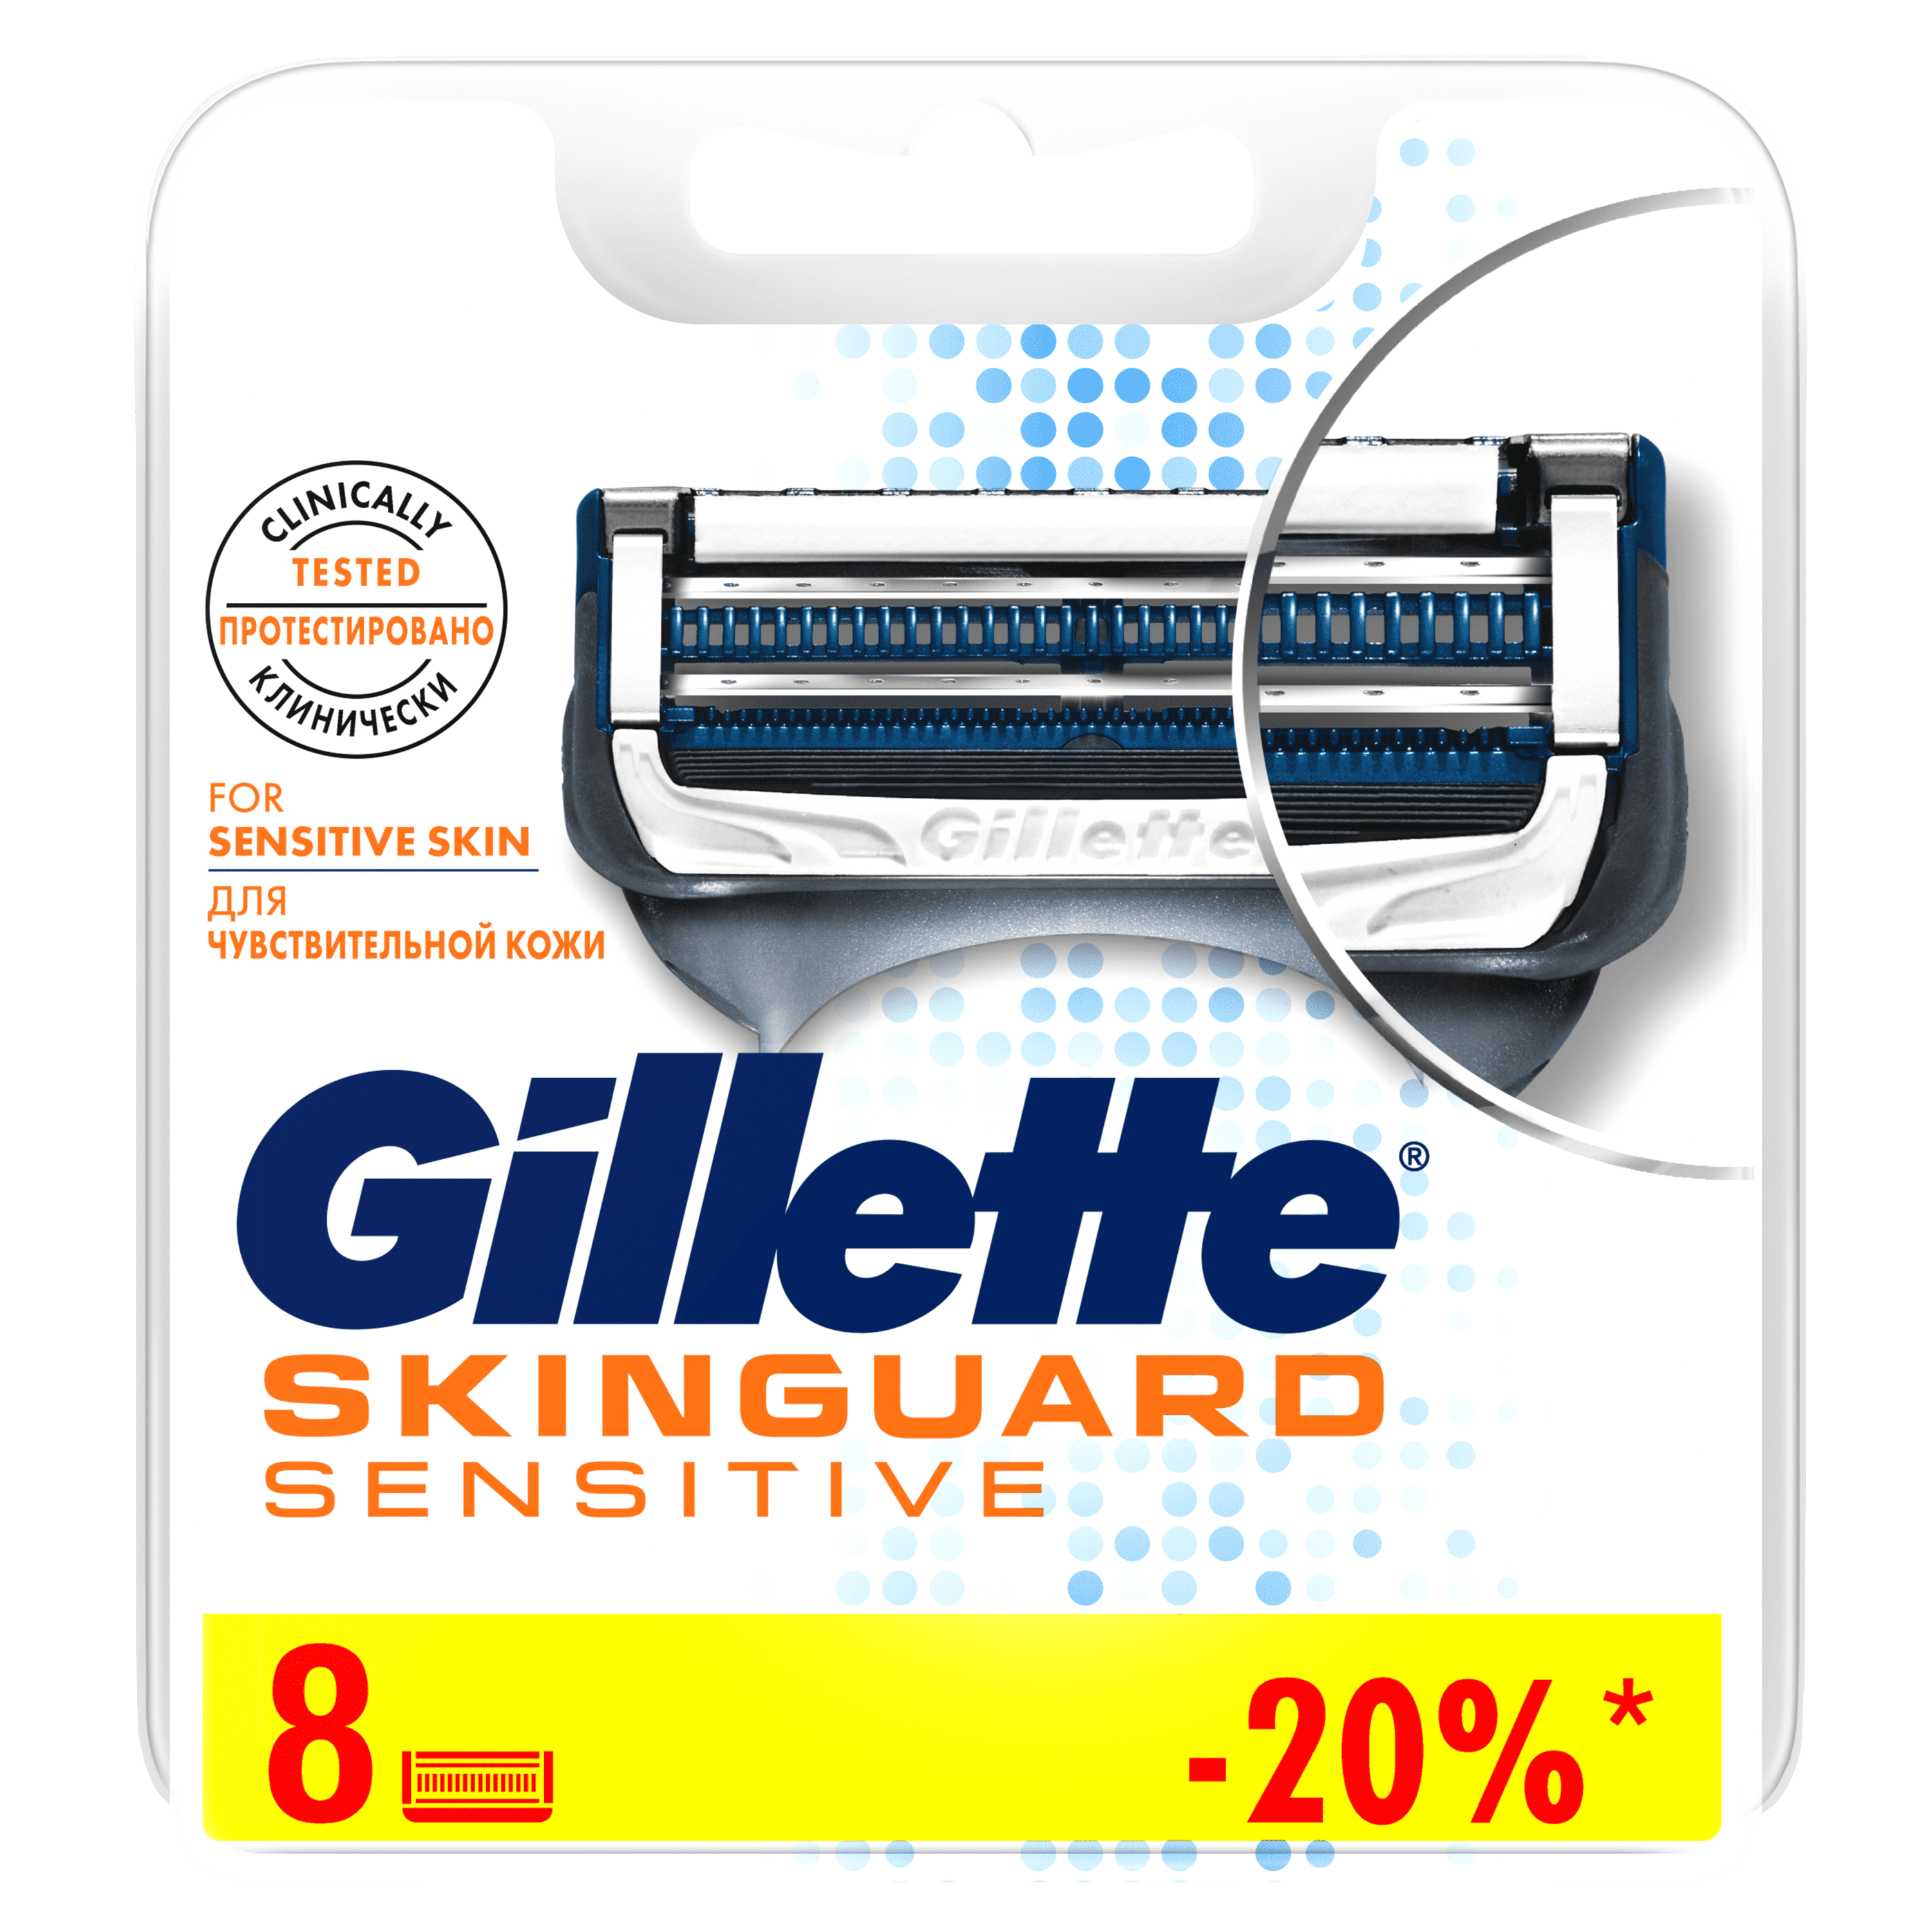 CLINICALLY
TESTED
ПРОТЕСТИРОВАНО
КЛИНИЧЕСКИ
FOR
SENSITIVE SKIN
ДЛЯ
ЧУВСТВИТЕЛЬНОЙ КОЖИ
Gillette
Gillette®
SKINGUARD
SENSITIVE
8
-20%*